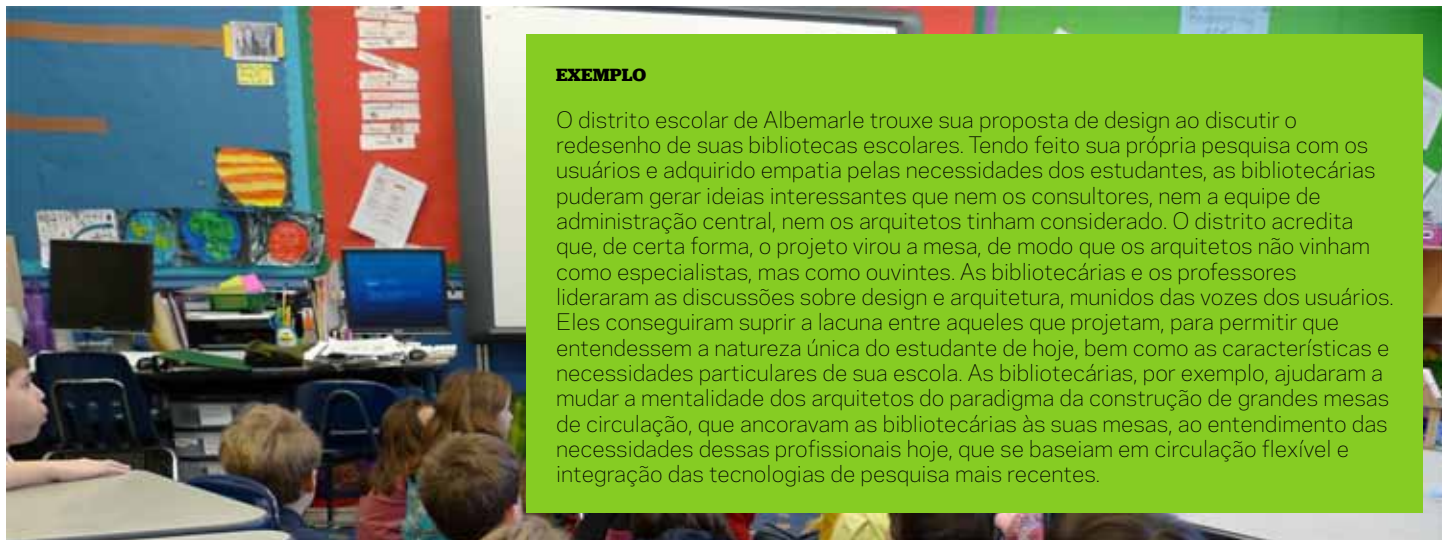 EXEMPLO
O distrito escolar de Albemarle trouxe sua proposta de design ao discutir o
redesenho de suas bibliotecas escolares. Tendo feito sua própria pesquisa com os
usuários e adquirido empatia pelas necessidades dos estudantes, as bibliotecárias
puderam gerar ideias interessantes que nem os consultores, nem a equipe de
administração central, nem os arquitetos tinham considerado. O distrito acredita
que, de certa forma, o projeto virou a mesa, de modo que os arquitetos não vinham
como especialistas, mas como ouvintes. As bibliotecárias e os professores
lideraram as discussões sobre design e arquitetura, munidos das vozes dos usuários.
Eles conseguiram suprir a lacuna entre aqueles que projetam, para permitir que
entendessem a natureza única do estudante de hoje, bem como as características e
necessidades particulares de sua escola. As bibliotecárias, por exemplo, ajudaram a
mudar a mentalidade dos arquitetos do paradigma da construção de grandes mesas
de circulação, que ancoravam as bibliotecárias às suas mesas, ao entendimento das
necessidades dessas profissionais hoje, que se baseiam em circulação flexível e
integração das tecnologias de pesquisa mais recentes.